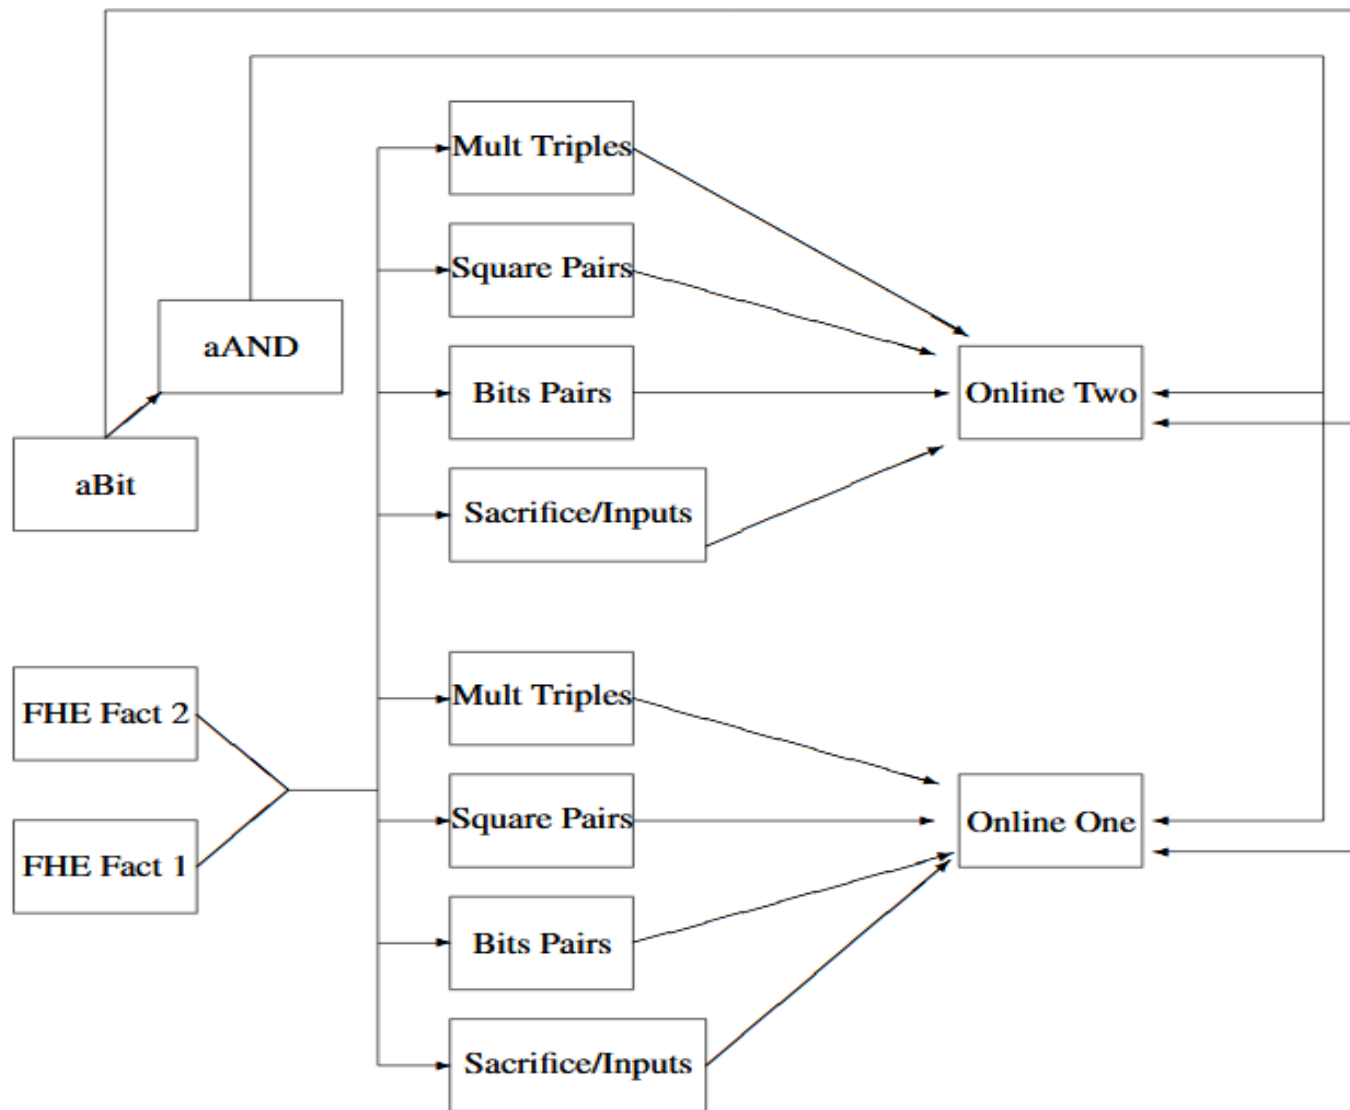 Mult Triples
Square Pairs
aAND
Bits Pairs
Online Two
aBit
Sacrifice/Inputs
FHE Fact 2
Mult Triples
Square Pairs
Online One
FHE Fact 1
Bits Pairs
Sacrifice/Inputs